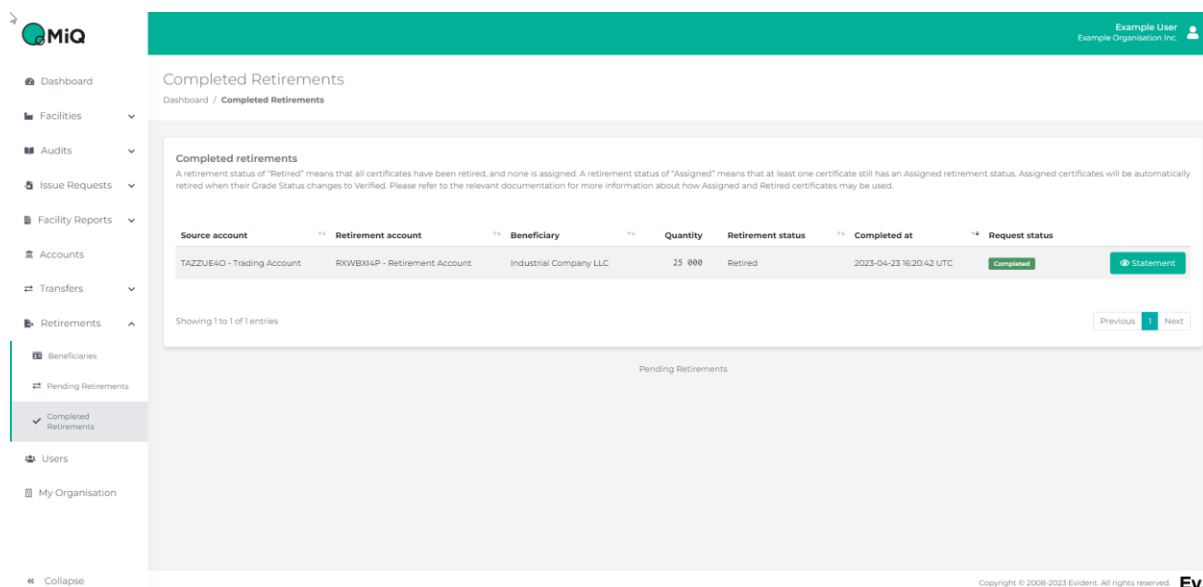 MiQ
Example User
Example Organisation Inc.
Dashboard
Facilities
Audits
Issue Requests
Facility Reports
Accounts
Transfers
Retirements
Beneficiaries
Pending Retirements
Completed
Retirements
Users
My Organisation
« Collapse
Completed Retirements
Dashboard / Completed Retirements
Completed retirements
A retirement status of "Retired" means that all certificates have been retired, and none is assigned. A retirement status of "Assigned" means that at least one certificate still has an Assigned retirement status. Assigned certificates will be automatically
retired when their Grade Status changes to Verified. Please refer to the relevant documentation for more information about how Assigned and Retired certificates may be used.
Source account Retirement account Beneficiary Quantity Retirement status Completed at Request status
TAZZUE4O - Trading Account RXWBXI4P - Retirement Account Industrial Company LLC 25 000 Retired 2023-04-23 16:20:42 UTC Completed Statement
Showing 1 to 1 of 1 entries
Previous 1 Next
Pending Retirements
Copyright © 2008-2023 Evident. All rights reserved. Ev